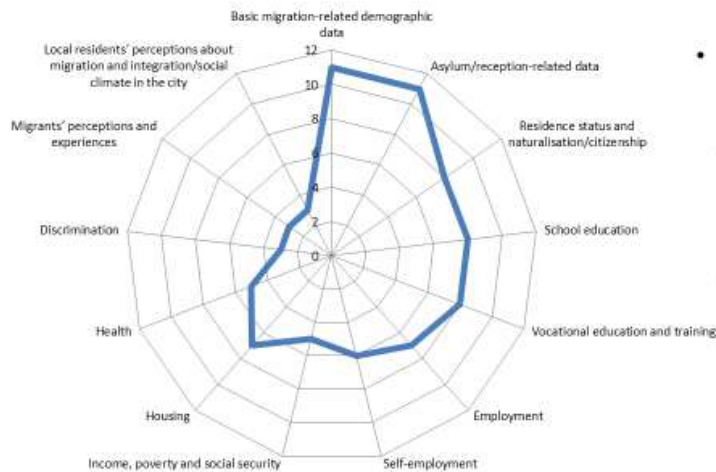 Basic migration-related demographic
data
Local residents' perceptions about
migration and integration/social
climate in the city
12
Asylum/reception-related data
10
Migrants' perceptions and
experiences
8
Residence status and
naturalisation/citizenship
6
4
Discrimination
2
School education
0
Health
Vocational education and training
Housing
Employment
Income, poverty and social security
Self-employment